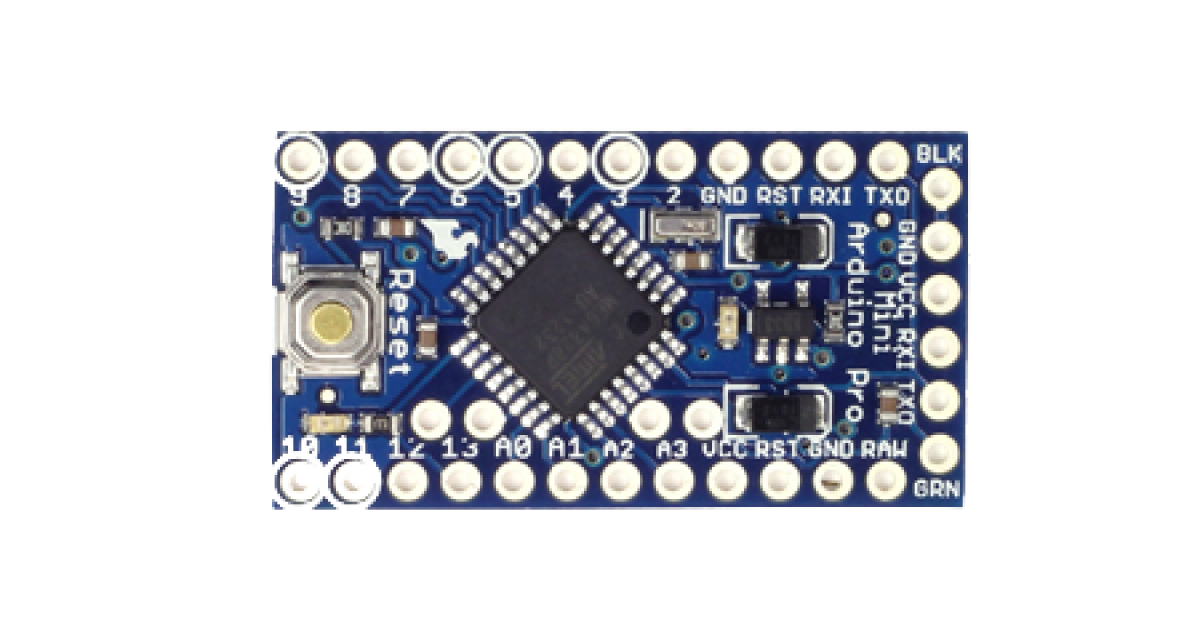 BLK
9 8 7 6 5 4 3 2 GND RST RXI TXO
GND VCC RXI TXO
Arduino
Mini
Pro
Reset
ATMEL
10 11 12 13 A0 A1 A2 A3 VCC RST GND RAW
GRN